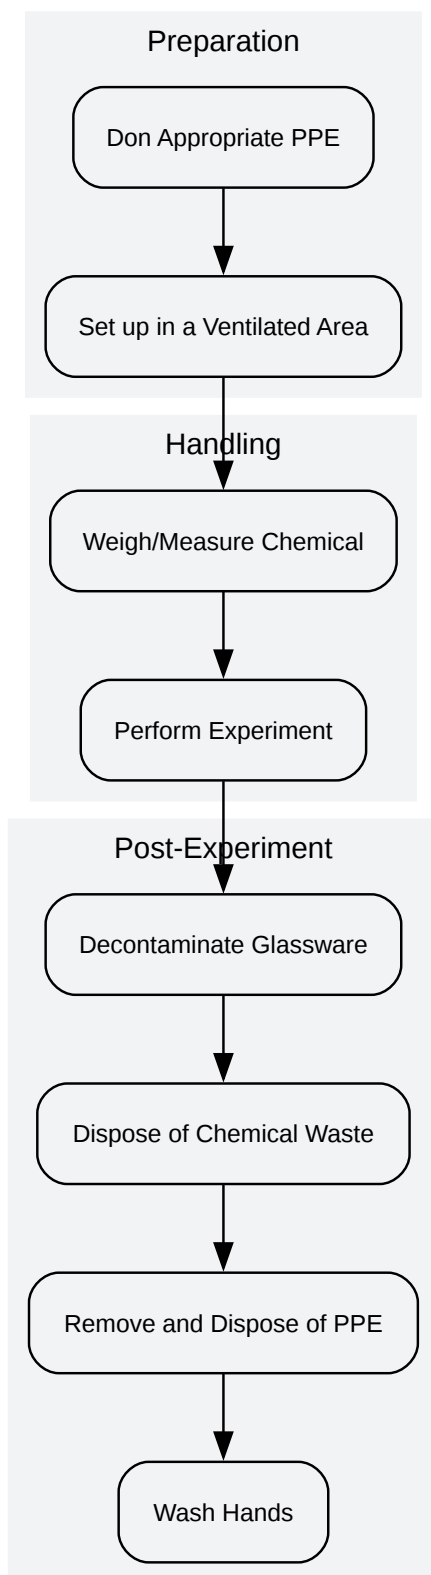 Preparation
Don Appropriate PPE
Set up in a Ventilated Area
Handling
Weigh/Measure Chemical
Perform Experiment
Post-Experiment
Decontaminate Glassware
Dispose of Chemical Waste
Remove and Dispose of PPE
Wash Hands